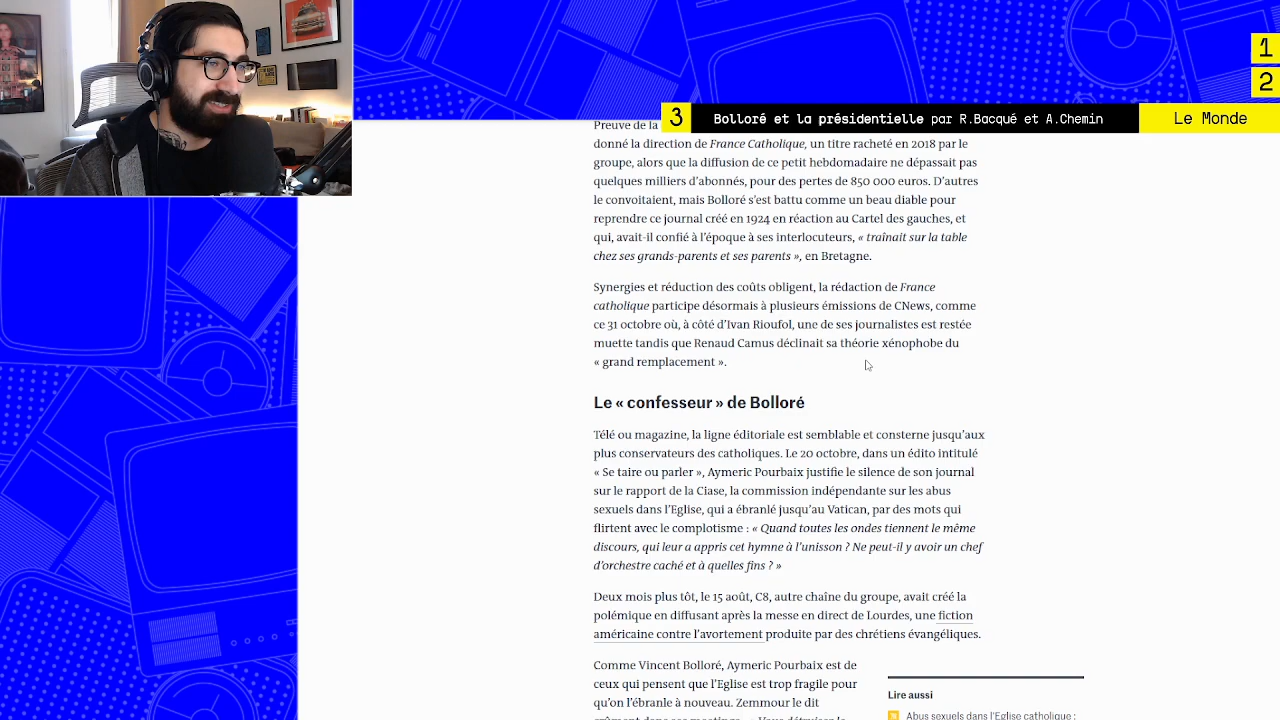 1
2
3 Bolloré et la présidentielle par R.Bacqué et A.Chemin Le Monde
Preuve de la
donné la direction de France Catholique, un titre racheté en 2018 par le
groupe, alors que la diffusion de ce petit hebdomadaire ne dépassait pas
quelques milliers d’abonnés, pour des pertes de 850 000 euros. D’autres
le convoitaient, mais Bolloré s’est battu comme un beau diable pour
reprendre ce journal créé en 1924 en réaction au Cartel des gauches, et
qui, avait-il confié à l’époque à ses interlocuteurs, « traînait sur la table
chez ses grands-parents et ses parents », en Bretagne.
Synergies et réduction des coûts obligent, la rédaction de France
catholique participe désormais à plusieurs émissions de CNews, comme
ce 31 octobre où, à côté d’Ivan Rioufol, une de ses journalistes est restée
muette tandis que Renaud Camus déclinait sa théorie xénophobe du
« grand remplacement ».
Le « confesseur » de Bolloré
Télé ou magazine, la ligne éditoriale est semblable et consterne jusqu’aux
plus conservateurs des catholiques. Le 20 octobre, dans un édito intitulé
« Se taire ou parler », Aymeric Pourbaix justifie le silence de son journal
sur le rapport de la Ciase, la commission indépendante sur les abus
sexuels dans l’Eglise, qui a ébranlé jusqu’au Vatican, par des mots qui
flirtent avec le complotisme : « Quand toutes les ondes tiennent le même
discours, qui leur a appris cet hymne à l’unisson ? Ne peut-il y avoir un chef
d’orchestre caché et à quelles fins ? »
Deux mois plus tôt, le 15 août, C8, autre chaîne du groupe, avait créé la
polémique en diffusant après la messe en direct de Lourdes, une fiction
américaine contre l’avortement produite par des chrétiens évangéliques.
Comme Vincent Bolloré, Aymeric Pourbaix est de
ceux qui pensent que l’Eglise est trop fragile pour
qu’on l’ébranle à nouveau. Zemmour le dit
Lire aussi
Abus sexuels dans l’Eglise catholique :